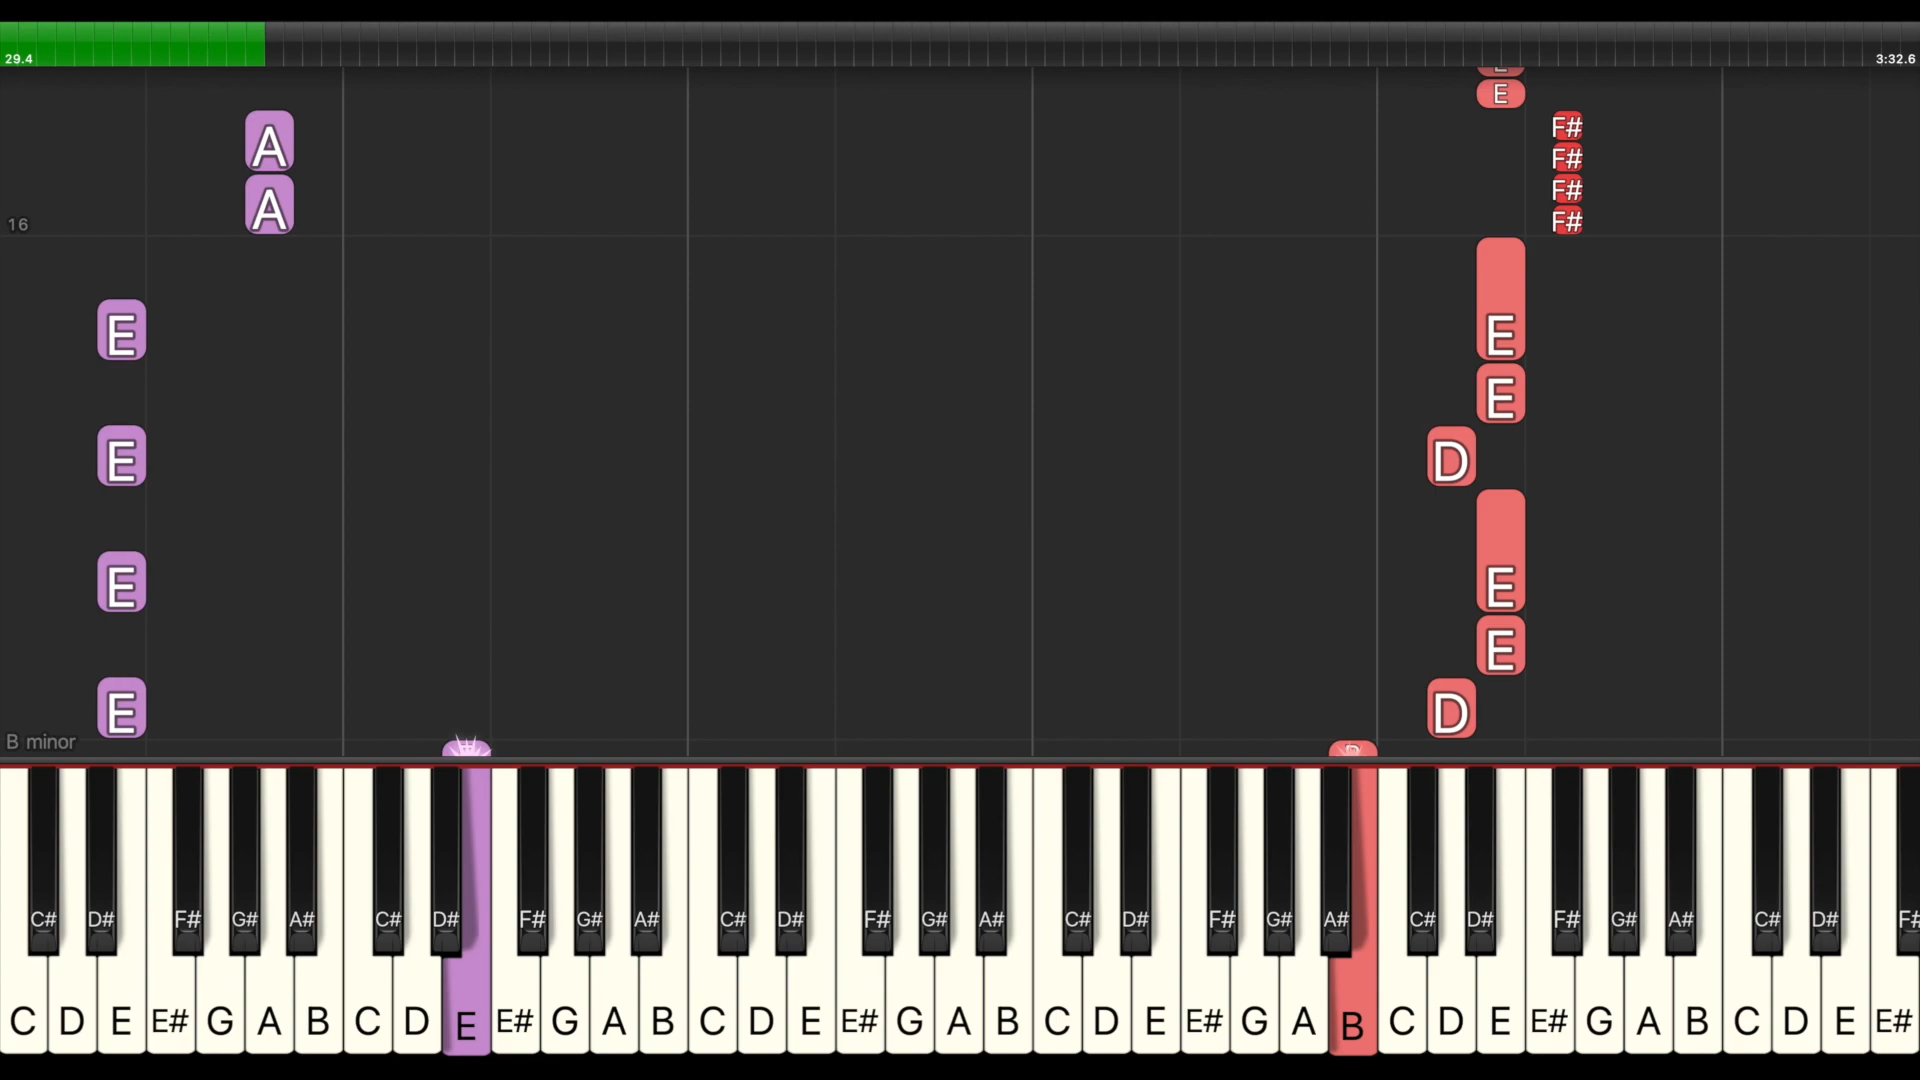 29.4 3:32.6
E
E
A F#
F#
F#
A
16 F#
E E
E
E D
E E
E
E D
B minor
C# D# F# G# A# C# D# F# G# A# C# D# F# G# A# C# D# F# G# A# C# D# F# G# A# C# D# F#
C D E E# G A B C D E E# G A B C D E E# G A B C D E E# G A B C D E E# G A B C D E E#